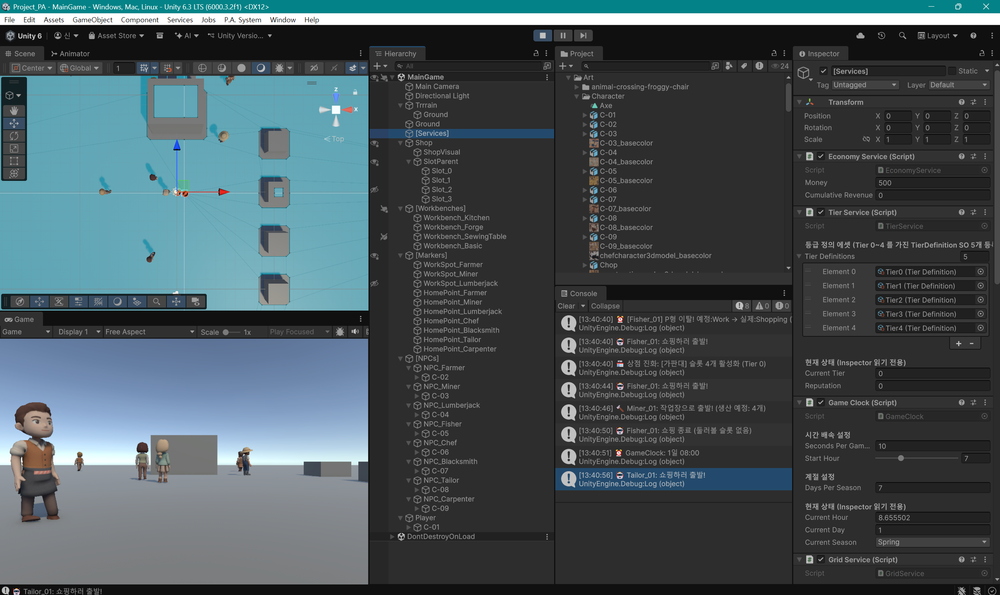 Project_PA - MainGame - Windows, Mac, Linux - Unity 6.3 LTS (6000.3.2f1) <DX12>
File Edit Assets GameObject Component Services Jobs P.A. System Window Help
Unity 6 신 Asset Store AI Unity Versio... Layout
Scene Animator
Center Global 1 2D
z
x
Top
Game
Game Display 1 Free Aspect Scale 1x Play Focused
Hierarchy
All
MainGame
Main Camera
Directional Light
Trrrain
Ground
Ground
[Services]
Shop
ShopVisual
SlotParent
Slot_0
Slot_1
Slot_2
Slot_3
[Workbenches]
Workbench_Kitchen
Workbench_Forge
Workbench_SewingTable
Workbench_Basic
[Markers]
WorkSpot_Farmer
WorkSpot_Miner
WorkSpot_Lumberjack
HomePoint_Farmer
HomePoint_Miner
HomePoint_Lumberjack
HomePoint_Chef
HomePoint_Blacksmith
HomePoint_Tailor
HomePoint_Carpenter
[NPCs]
NPC_Farmer
C-02
NPC_Miner
C-03
NPC_Lumberjack
C-04
NPC_Fisher
C-05
NPC_Chef
C-06
NPC_Blacksmith
C-07
NPC_Tailor
C-08
NPC_Carpenter
C-09
Player
C-01
DontDestroyOnLoad
Project
24
Art
animal-crossing-froggy-chair
Character
Axe
C-01
C-02
C-03
C-03_basecolor
C-04
C-04_basecolor
C-05
C-05_basecolor
C-06
C-07
C-07_basecolor
C-08
C-08_basecolor
C-09
C-09_basecolor
chefcharacter3dmodel_basecolor
Chop
Console
Clear Collapse 8 0 0
[13:40:40] ⏰ [Fisher_01] P형 이탈! 예정:Work → 실제:Shopping (
UnityEngine.Debug:Log (object)
[13:40:40] 🤖 Fisher_01: 쇼핑하러 출발!
UnityEngine.Debug:Log (object)
[13:40:40] 🏪 상점 진화: [가판대] 슬롯 4개 활성화 (Tier 0)
UnityEngine.Debug:Log (object)
[13:40:44] 🤖 Fisher_01: 쇼핑하러 출발!
UnityEngine.Debug:Log (object)
[13:40:46] 🔨 Miner_01: 작업장으로 출발! (생산 예정: 4개)
UnityEngine.Debug:Log (object)
[13:40:50] 🤖 Fisher_01: 쇼핑 종료 (둘러볼 슬롯 없음)
UnityEngine.Debug:Log (object)
[13:40:51] ⏰ GameClock: 1일 08:00
UnityEngine.Debug:Log (object)
[13:40:56] 🤖 Tailor_01: 쇼핑하러 출발!
UnityEngine.Debug:Log (object)
Inspector
[Services] Static
Tag Untagged Layer Default
Transform
Position X 0 Y 0 Z 0
Rotation X 0 Y 0 Z 0
Scale X 1 Y 1 Z 1
Economy Service (Script)
Script EconomyService
Money 500
Cumulative Revenue 0
Tier Service (Script)
Script TierService
등급 정의 에셋 (Tier 0~4 를 가진 TierDefinition SO 5개
Tier Definitions 5
Element 0 Tier0 (Tier Definition)
Element 1 Tier1 (Tier Definition)
Element 2 Tier2 (Tier Definition)
Element 3 Tier3 (Tier Definition)
Element 4 Tier4 (Tier Definition)
+ -
현재 상태 (Inspector 읽기 전용)
Current Tier 0
Reputation 0
Game Clock (Script)
Script GameClock
시간 배속 설정
Seconds Per Gam... 10
Start Hour 7
계절 설정
Days Per Season 7
현재 상태 (Inspector 읽기 전용)
Current Hour 8.655502
Current Day 1
Current Season Spring
Grid Service (Script)
Script GridService
🤖 Tailor_01: 쇼핑하러 출발!